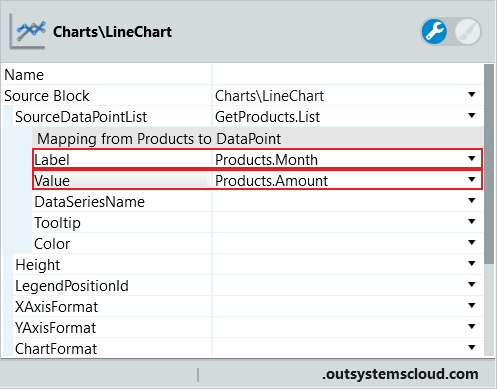 Charts\LineChart
Name
Source Block Charts\LineChart
SourceDataPointList GetProducts.List
Mapping from Products to DataPoint
Label Products.Month
Value Products.Amount
DataSeriesName
Tooltip
Color
Height
LegendPositionId
XAxisFormat
YAxisFormat
ChartFormat
.outsystemscloud.com